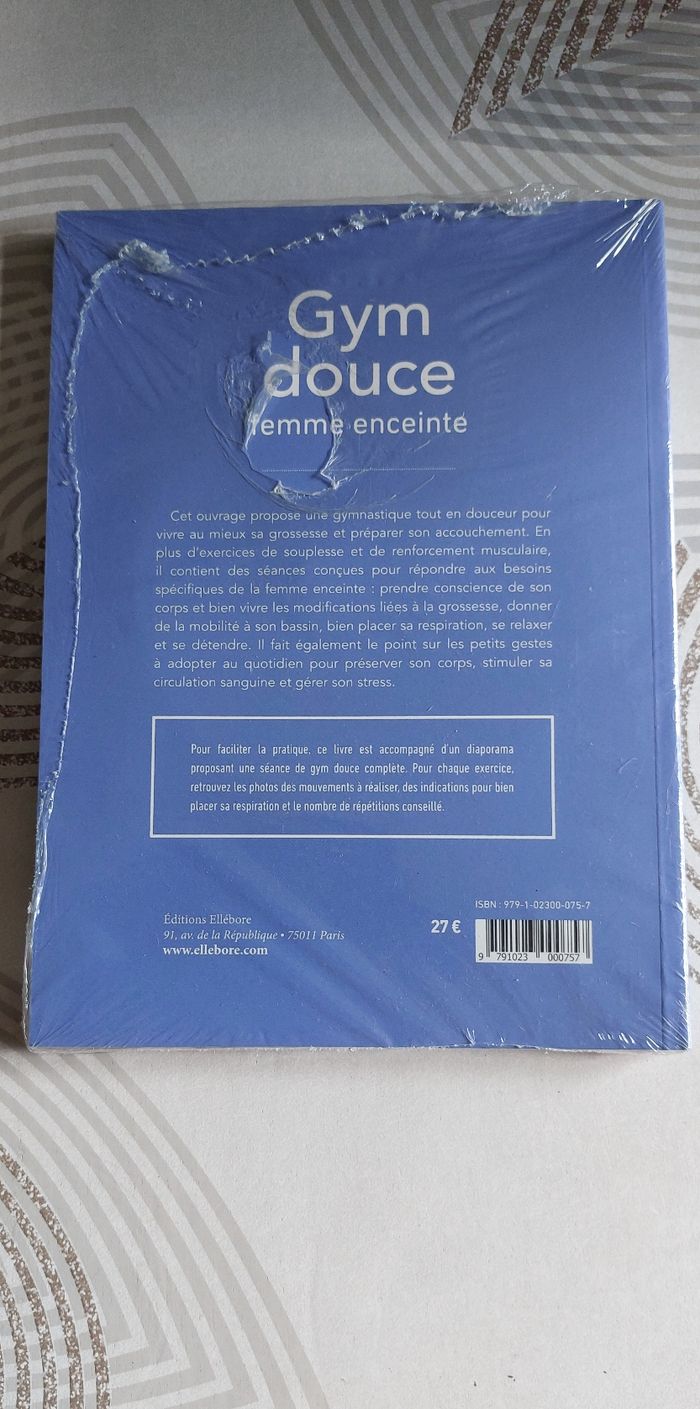 Gym
douce
femme enceinte
Cet ouvrage propose une gymnastique tout en douceur pour
vivre au mieux sa grossesse et préparer son accouchement. En
plus d'exercices de souplesse et de renforcement musculaire,
il contient des séances conçues pour répondre aux besoins
spécifiques de la femme enceinte : prendre conscience de son
corps et bien vivre les modifications liées à la grossesse, donner
de la mobilité à son bassin, bien placer sa respiration, se relaxer
et se détendre. Il fait également le point sur les petits gestes
à adopter au quotidien pour préserver son corps, stimuler sa
circulation sanguine et gérer son stress.
Pour faciliter la pratique, ce livre est accompagné d'un diaporama
proposant une séance de gym douce complète. Pour chaque exercice,
retrouvez les photos des mouvements à réaliser, des indications pour bien
placer sa respiration et le nombre de répétitions conseillé.
Éditions Ellébore
91, av. de la République • 75011 Paris
www.ellebore.com
27 €
ISBN : 979-1-02300-075-7
9 791023 000757